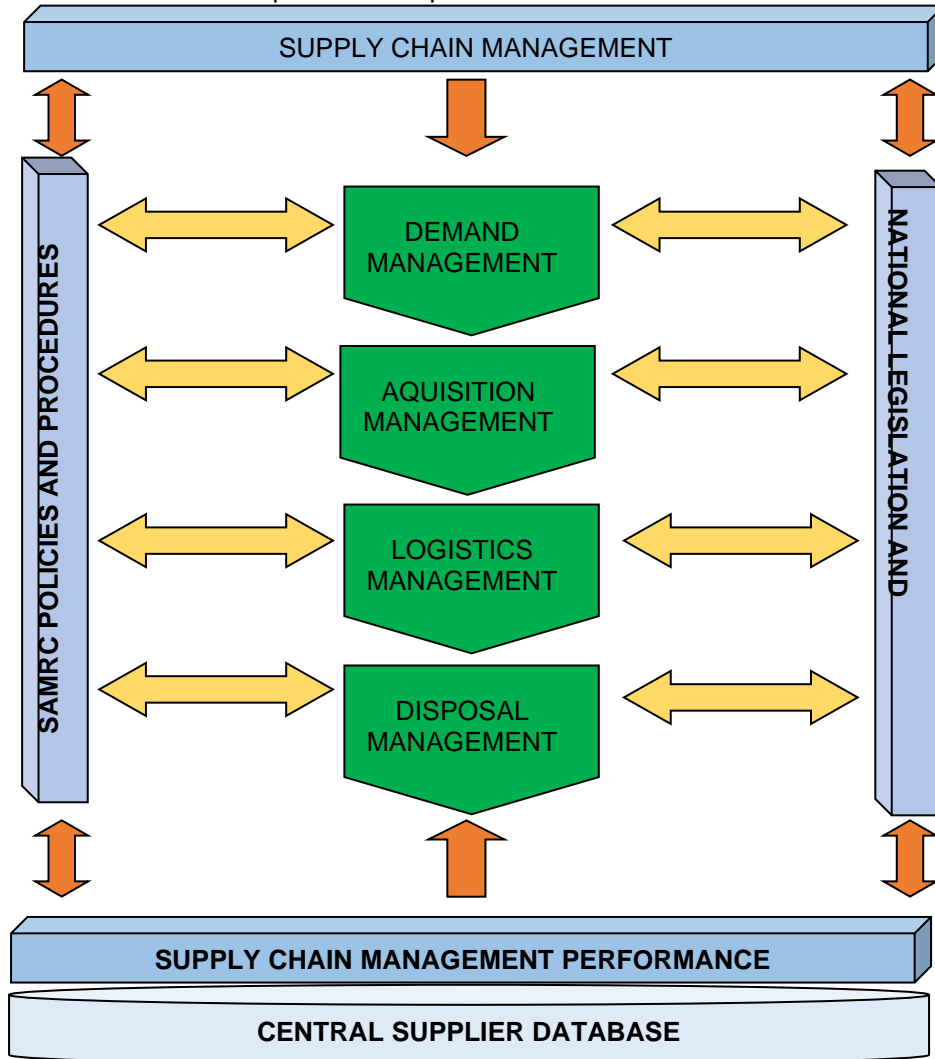 SUPPLY CHAIN MANAGEMENT
SAMRC POLICIES AND PROCEDURES
DEMAND
MANAGEMENT
AQUISITION
MANAGEMENT
LOGISTICS
MANAGEMENT
DISPOSAL
MANAGEMENT
NATIONAL LEGISLATION AND
SUPPLY CHAIN MANAGEMENT PERFORMANCE
CENTRAL SUPPLIER DATABASE